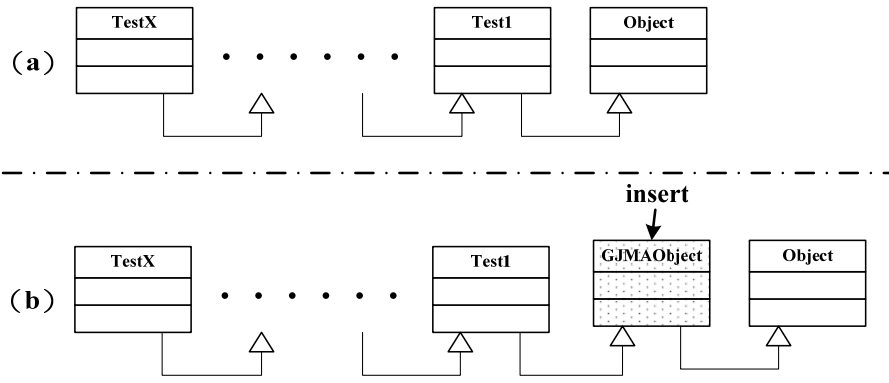 TestX Test1 Object
（a）
insert
TestX Test1 GJMAObject Object
（b）